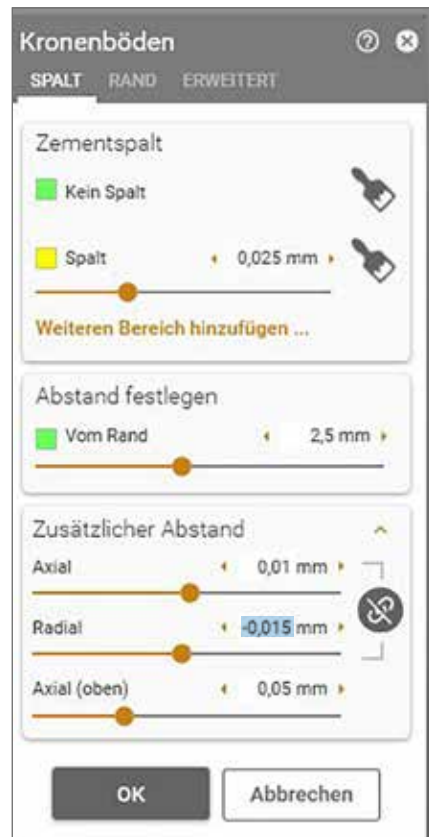 Kronenböden
SPALT RAND ERWEITERT
Zementspalt
Kein Spalt
Spalt 0,025 mm
Weiteren Bereich hinzufügen ...
Abstand festlegen
Vom Rand 2,5 mm
Zusätzlicher Abstand
Axial 0,01 mm
Radial -0,015 mm
Axial (oben) 0,05 mm
OK Abbrechen